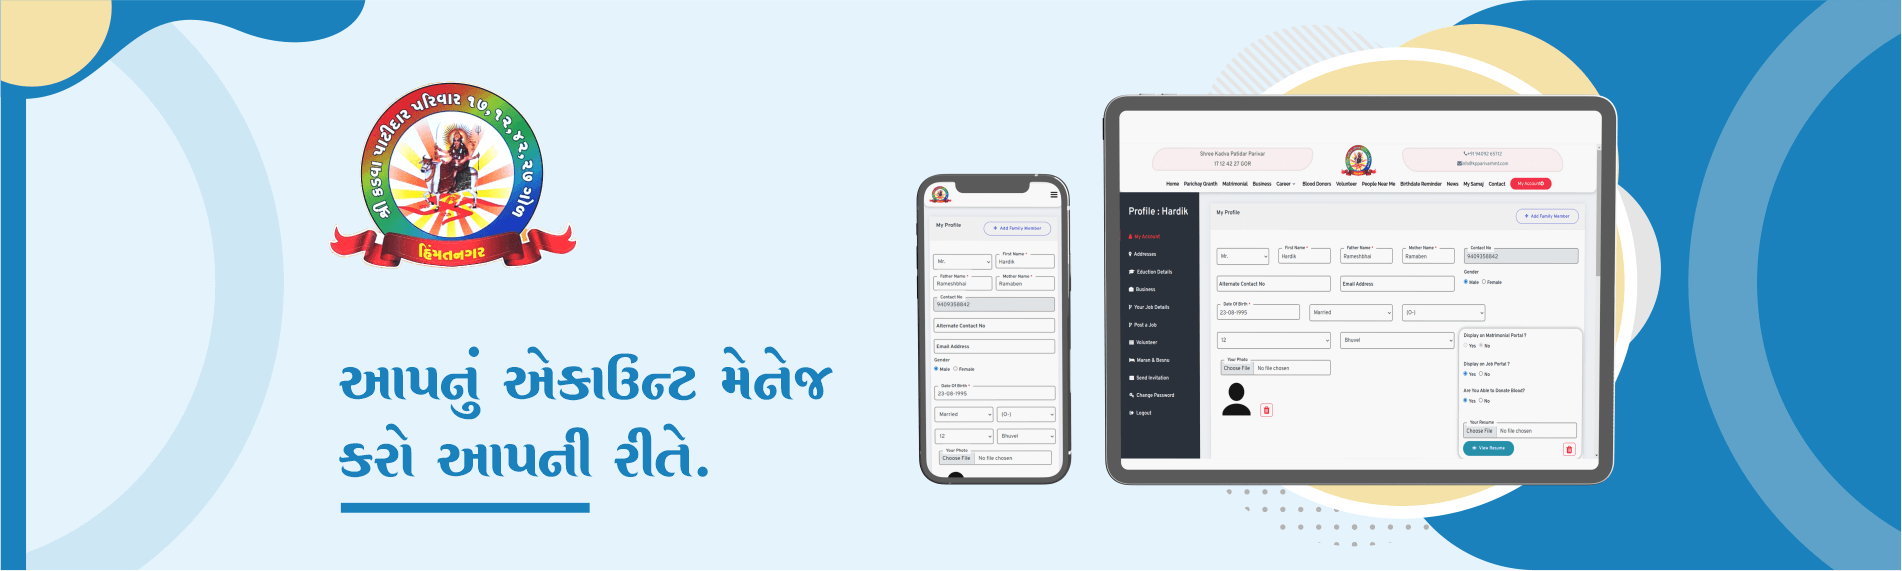 શ્રી કડવા પાટીદાર પરિવાર ૧૭,૧૨,૪૨,૨૭ ગોળ
હિંમતનગર
આપનું એકાઉન્ટ મેનેજ
કરો આપની રીતે.
My Profile
+ Add Family Member
Mr.
First Name *
Hardik
Father Name *
Rameshbhai
Mother Name *
Ramaben
Contact No
9409358842
Alternate Contact No
Email Address
Gender
Male Female
Date Of Birth *
23-08-1995
Married
(O-)
12
Bhuvel
Your Photo
Choose File No file chosen
Shree Kadva Patidar Parivar
17 12 42 27 GOR
+91 94092 65712
Home Parichay Granth Matrimonial Business Career Blood Donors Volunteer People Near Me Birthdate Reminder News My Samaj Contact My Account
Profile : Hardik
My Account
Addresses
Eduction Details
Business
Your Job Details
Post a Job
Volunteer
Maran & Besnu
Send Invitation
Change Password
Logout
My Profile
+ Add Family Member
Mr.
First Name *
Hardik
Father Name *
Rameshbhai
Mother Name *
Ramaben
Contact No
9409358842
Alternate Contact No
Email Address
Gender
Male Female
Date Of Birth *
23-08-1995
Married
(O-)
12
Bhuvel
Your Photo
Choose File No file chosen
Display on Matrimonial Portal ?
Yes No
Display on Job Portal ?
Yes No
Are You Able to Donate Blood?
Yes No
Your Resume
Choose File No file chosen
View Resume